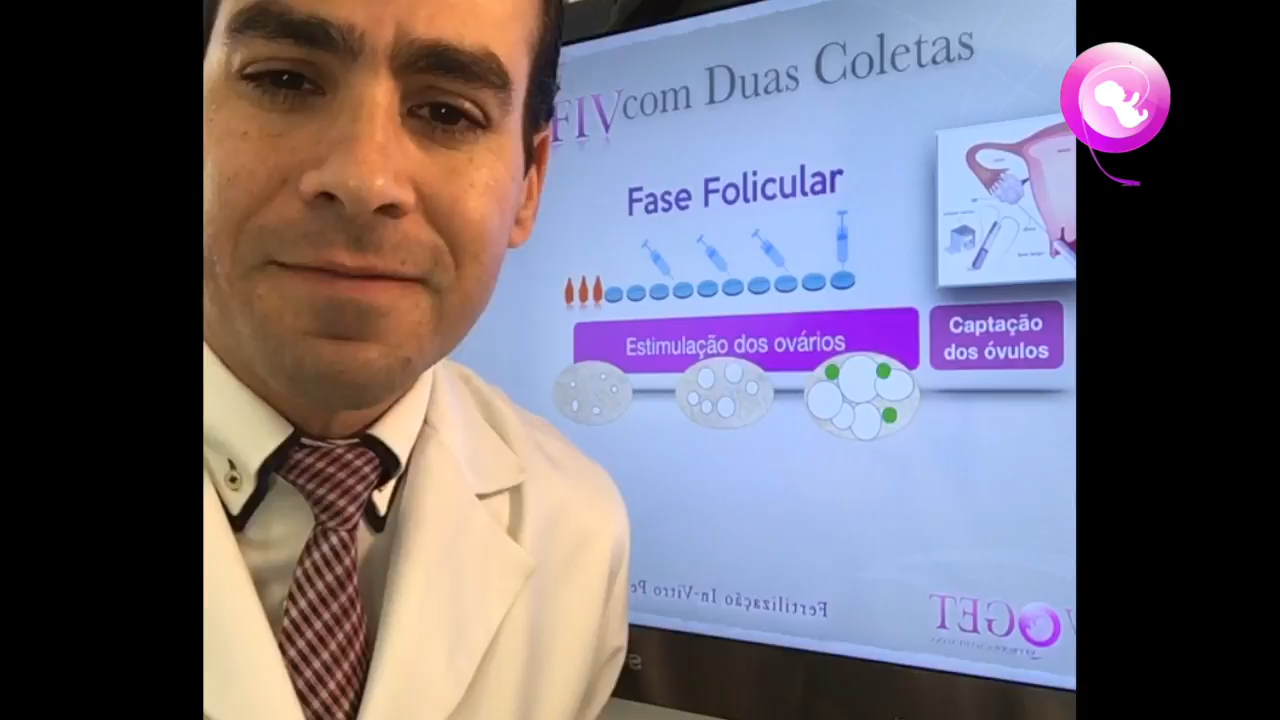 FIV com Duas Coletas
Fase Folicular
Estimulação dos ovários
Captação
dos óvulos
Fertilização In-Vitro
GET